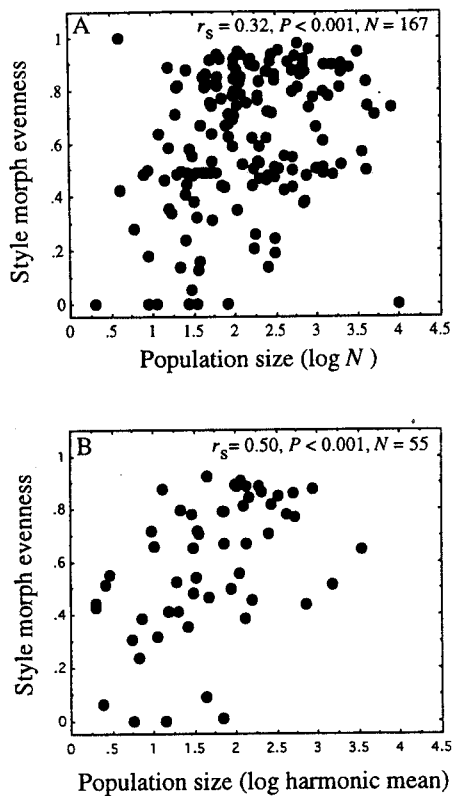 A
r_s = 0.32, P < 0.001, N = 167
1
.8
.6
.4
.2
0
Style morph evenness
0 .5 1 1.5 2 2.5 3 3.5 4 4.5
Population size (log N )
B
r_s = 0.50, P < 0.001, N = 55
1
.8
.6
.4
.2
0
Style morph evenness
0 .5 1 1.5 2 2.5 3 3.5 4 4.5
Population size (log harmonic mean)